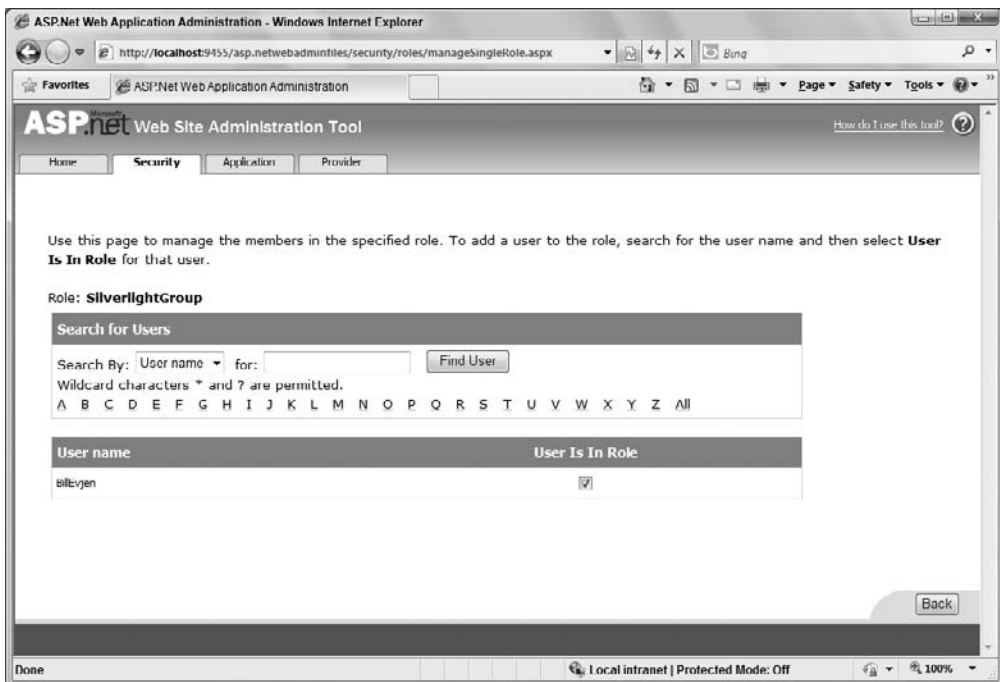 ASP.Net Web Application Administration - Windows Internet Explorer
http://localhost:9455/asp.netwebadminfiles/security/roles/manageSingleRole.aspx
Bing
Favorites
ASP.Net Web Application Administration
Page Safety Tools
Microsoft
ASP.net Web Site Administration Tool
How do I use this tool?
Home Security Application Provider
Use this page to manage the members in the specified role. To add a user to the role, search for the user name and then select User
Is In Role for that user.
Role: SilverlightGroup
Search for Users
Search By: User name for: Find User
Wildcard characters * and ? are permitted.
A B C D E F G H I J K L M N O P Q R S T U V W X Y Z All
User name User Is In Role
BillEvjen
Back
Done
Local intranet | Protected Mode: Off
100%